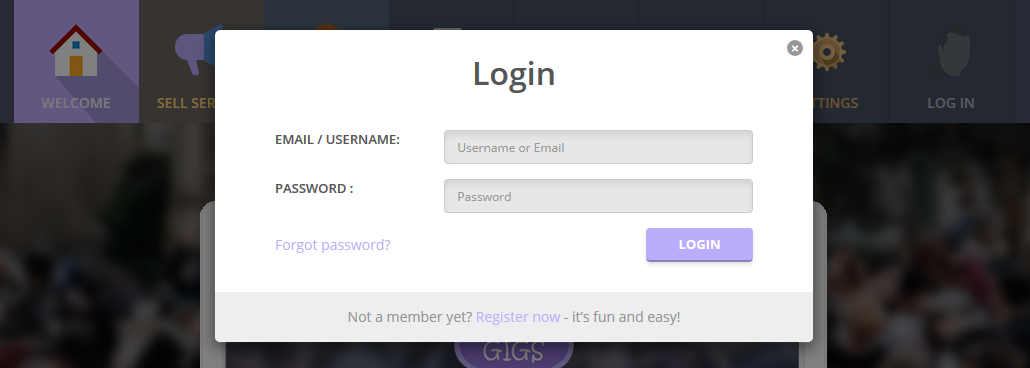 WELCOME
SELL SER
TTINGS
LOG IN
Login
EMAIL / USERNAME:
Username or Email
PASSWORD :
Password
Forgot password?
LOGIN
Not a member yet? Register now - it's fun and easy!
GIGS